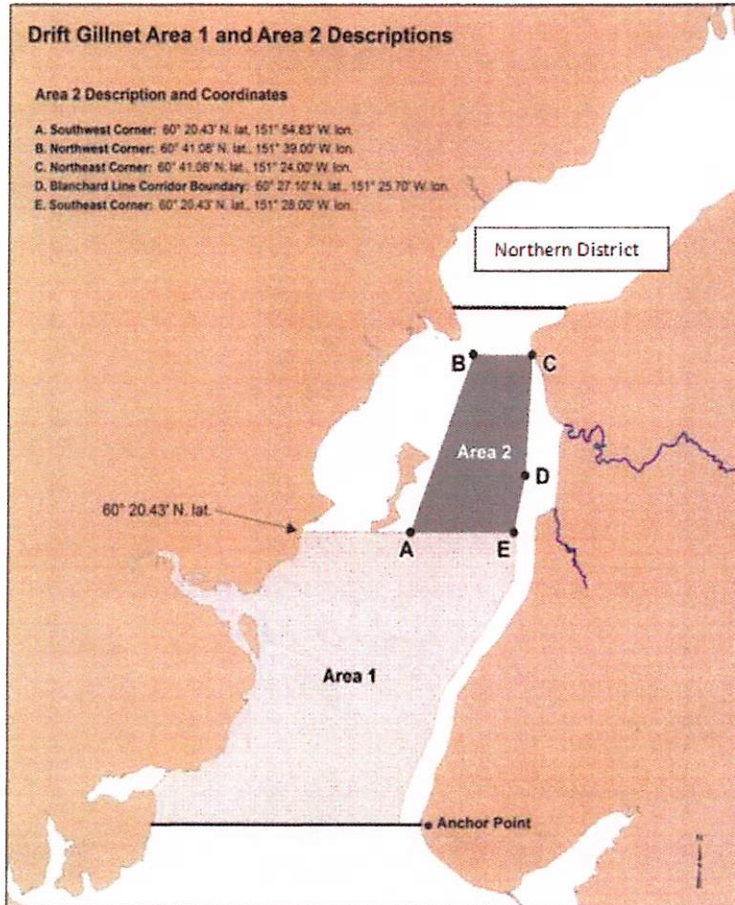 Drift Gillnet Area 1 and Area 2 Descriptions
Area 2 Description and Coordinates
A. Southwest Corner: 60° 20.43' N. lat, 151° 54.83' W. lon.
B. Northwest Corner: 60° 41.08' N. lat., 151° 39.00' W. lon.
C. Northeast Corner: 60° 41.08' N. lat., 151° 24.00' W. lon.
D. Blanchard Line Corridor Boundary: 60° 27.10' N. lat., 151° 25.70' W. lon.
E. Southeast Corner: 60° 20.43' N. lat., 151° 28.00' W. lon.
Northern District
B
C
Area 2
D
60° 20.43' N. lat.
A
E
Area 1
Anchor Point
N